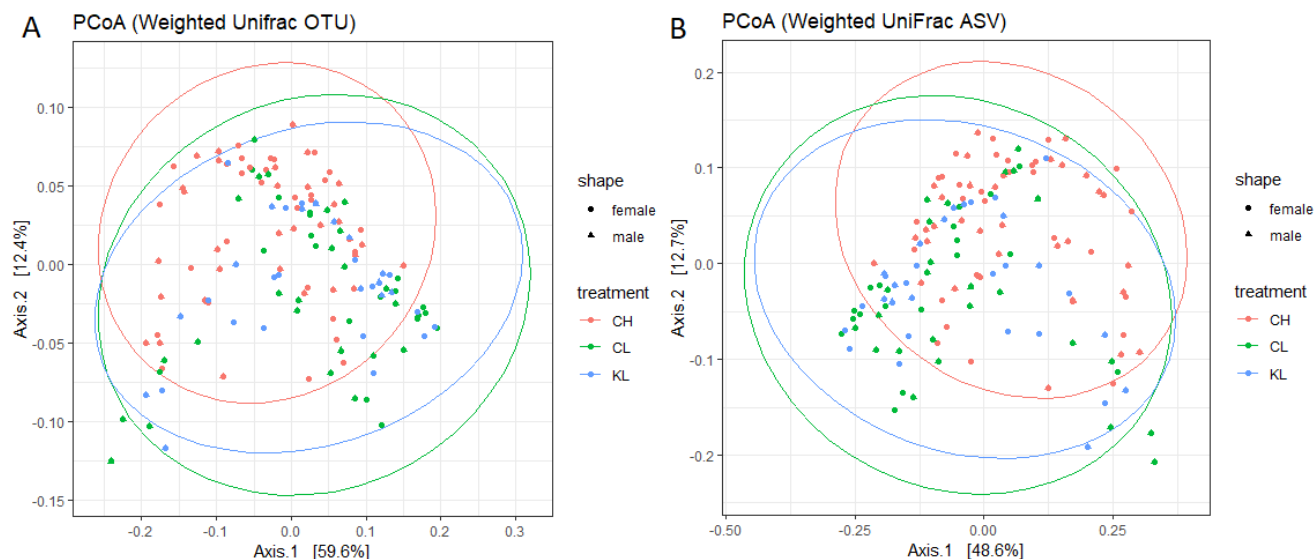 A
PCoA (Weighted Unifrac OTU)
0.10
0.05
0.00
-0.05
-0.10
-0.15
Axis.2 [12.4%]
-0.2
-0.1
0.0
0.1
0.2
0.3
Axis.1 [59.6%]
shape
female
male
treatment
CH
CL
KL
B
PCoA (Weighted UniFrac ASV)
0.2
0.1
0.0
-0.1
-0.2
Axis.2 [12.7%]
-0.50
-0.25
0.00
0.25
Axis.1 [48.6%]
shape
female
male
treatment
CH
CL
KL